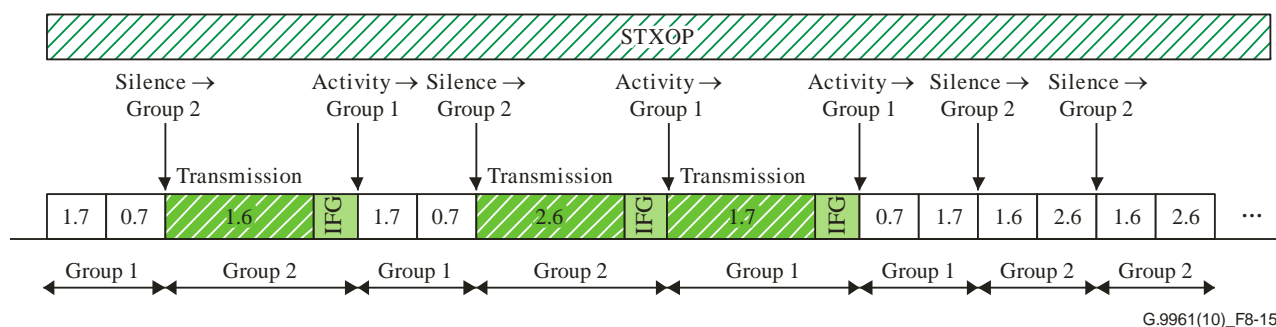 STXOP
Silence → Activity → Silence → Activity → Activity → Silence → Silence →
Group 2 Group 1 Group 2 Group 1 Group 1 Group 2 Group 2
Transmission Transmission Transmission
1.7 0.7 1.6 IFG 1.7 0.7 2.6 IFG 1.7 IFG 0.7 1.7 1.6 2.6 1.6 2.6 ...
Group 1 Group 2 Group 1 Group 2 Group 1 Group 1 Group 2 Group 2
G.9961(10)_F8-15